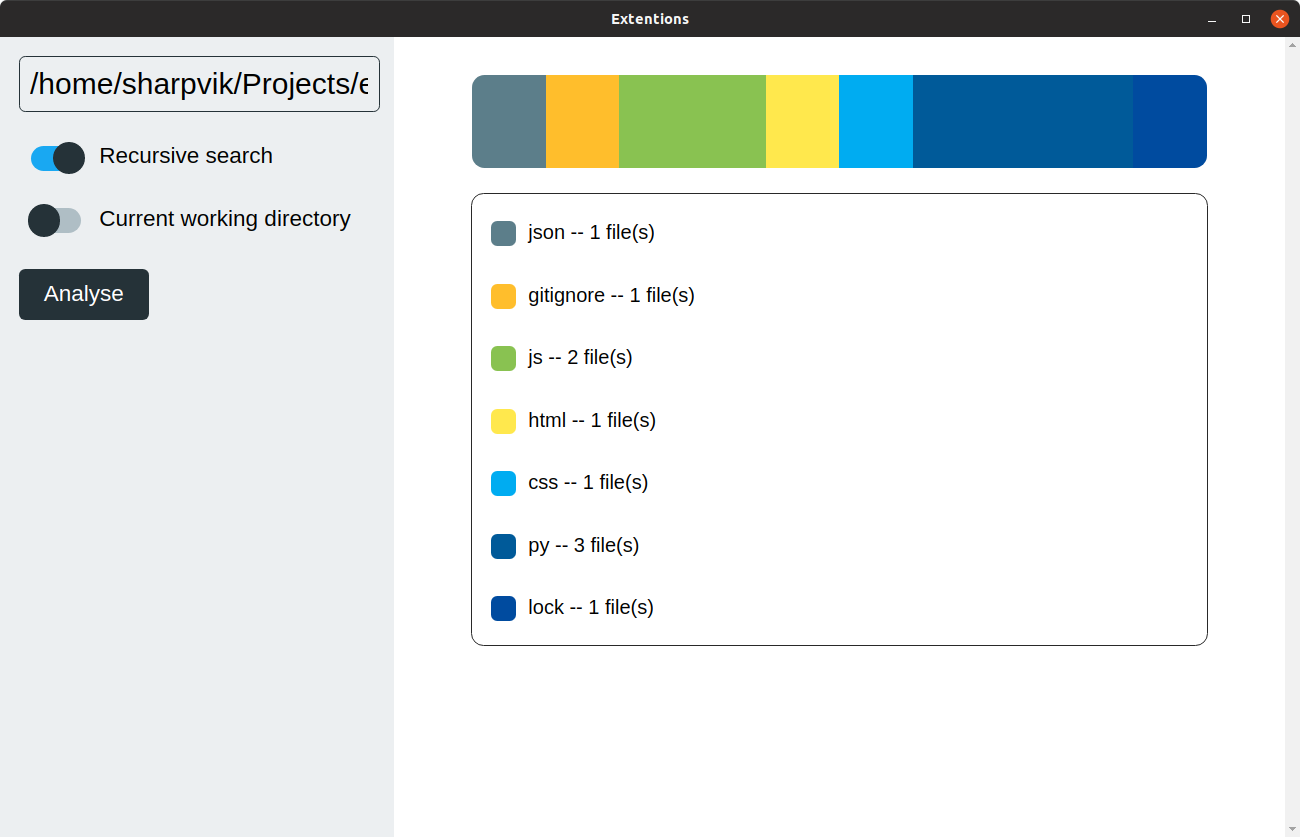 Extentions
/home/sharpvik/Projects/e
Recursive search
Current working directory
Analyse
json -- 1 file(s)
gitignore -- 1 file(s)
js -- 2 file(s)
html -- 1 file(s)
css -- 1 file(s)
py -- 3 file(s)
lock -- 1 file(s)